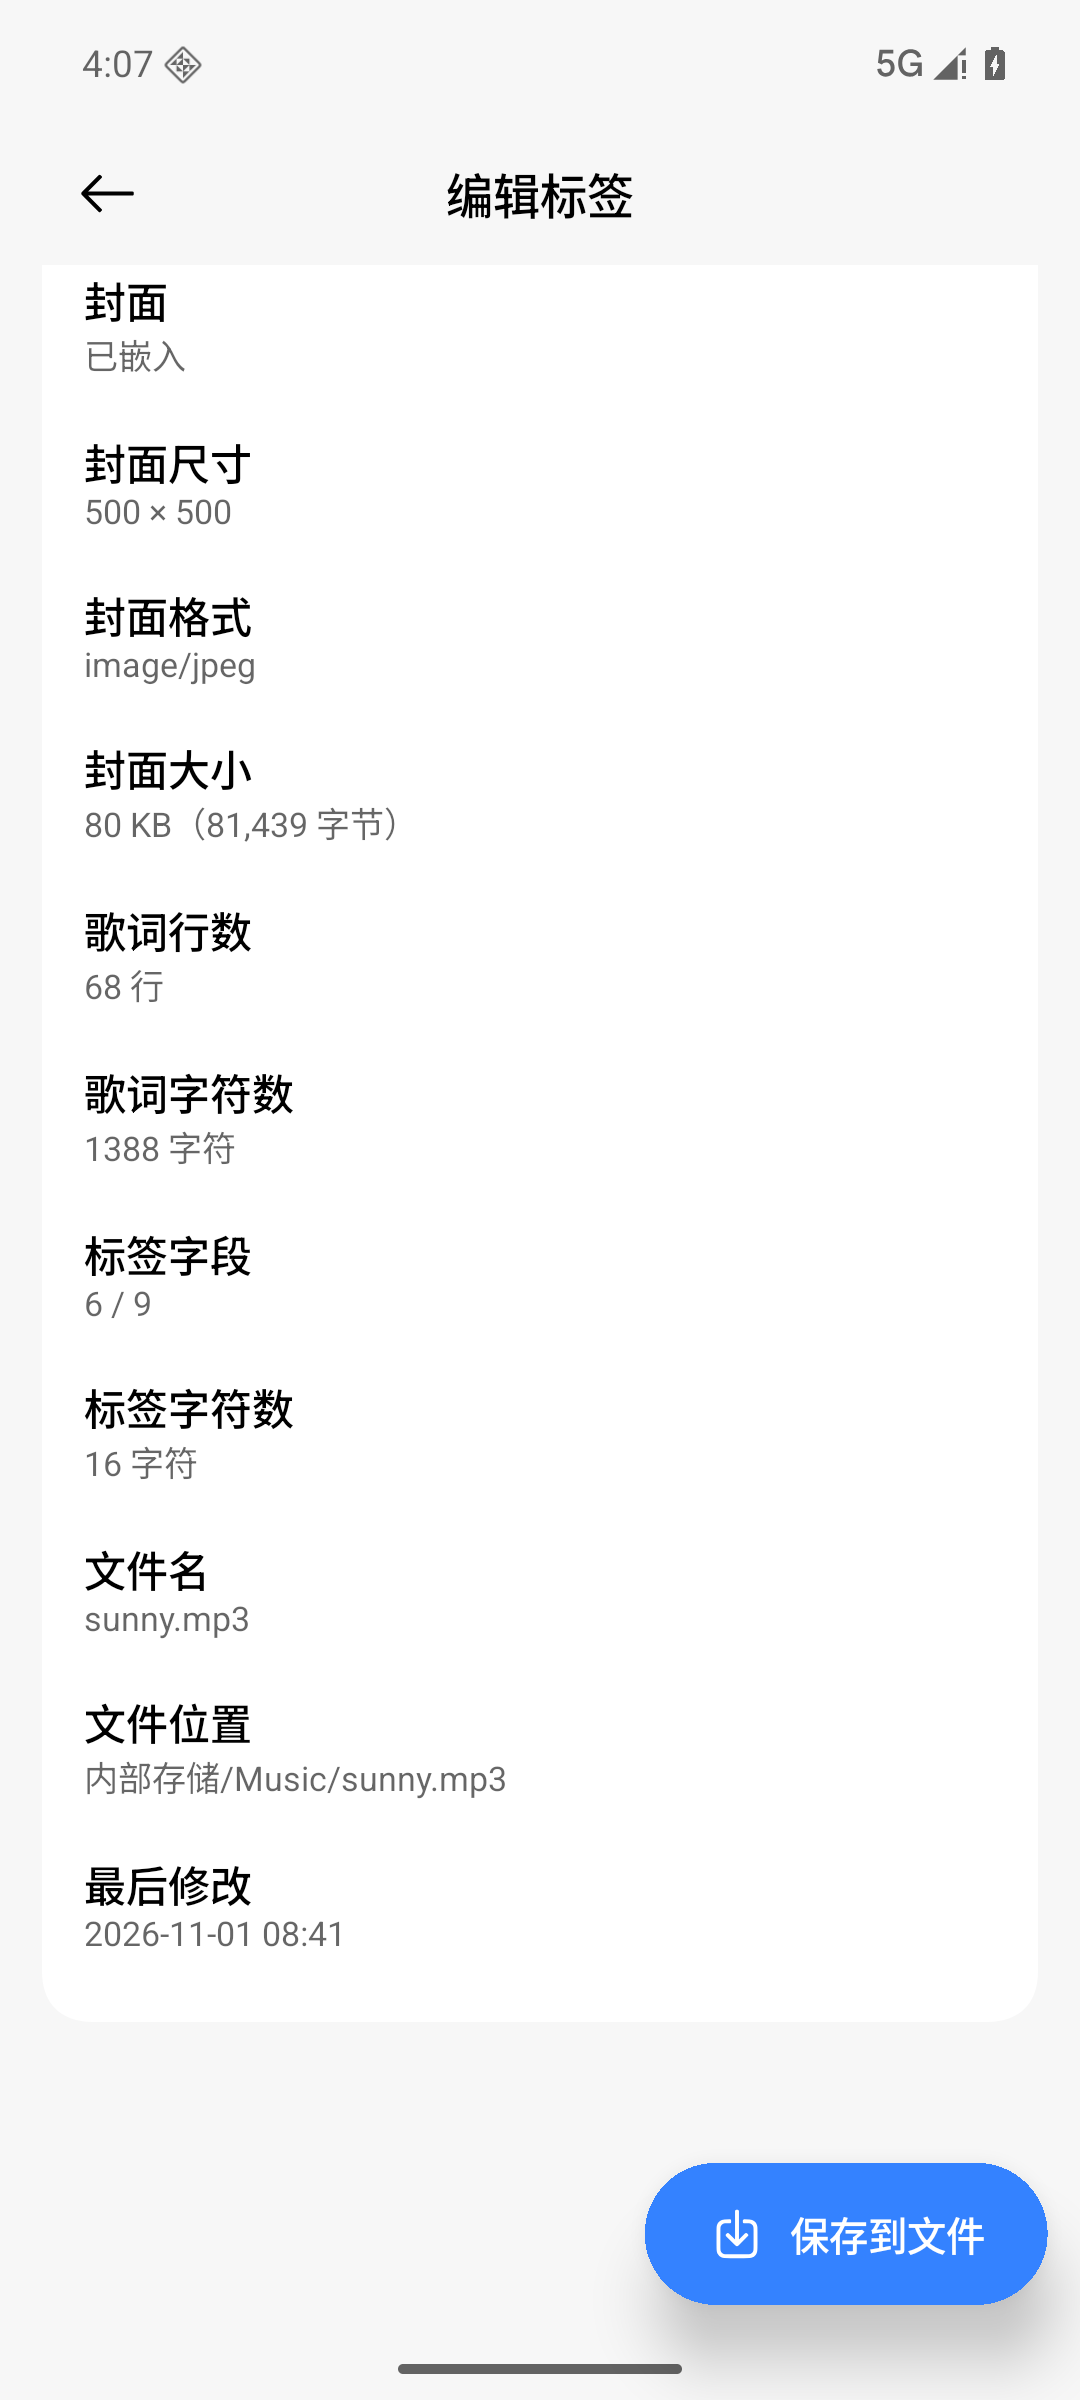 4:07
5G
编辑标签
封面
已嵌入
封面尺寸
500 × 500
封面格式
image/jpeg
封面大小
80 KB（81,439 字节）
歌词行数
68 行
歌词字符数
1388 字符
标签字段
6 / 9
标签字符数
16 字符
文件名
sunny.mp3
文件位置
内部存储/Music/sunny.mp3
最后修改
2026-11-01 08:41
保存到文件